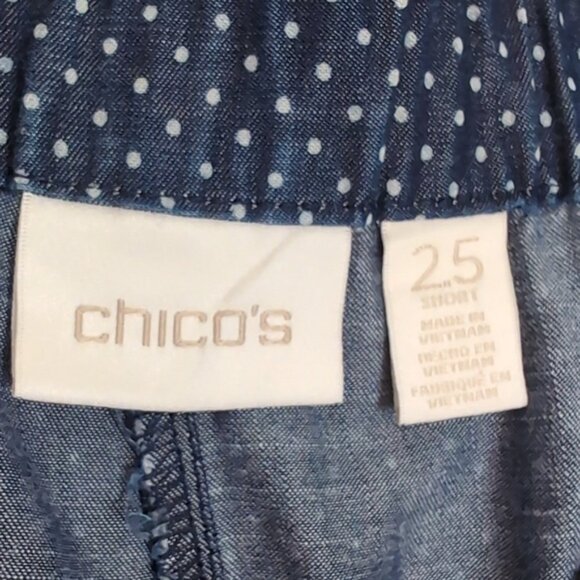 chico's
2.5
SHORT
MADE IN
VIETNAM
HECHO EN
VIETNAM
FABRIQUÉ EN
VIETNAM